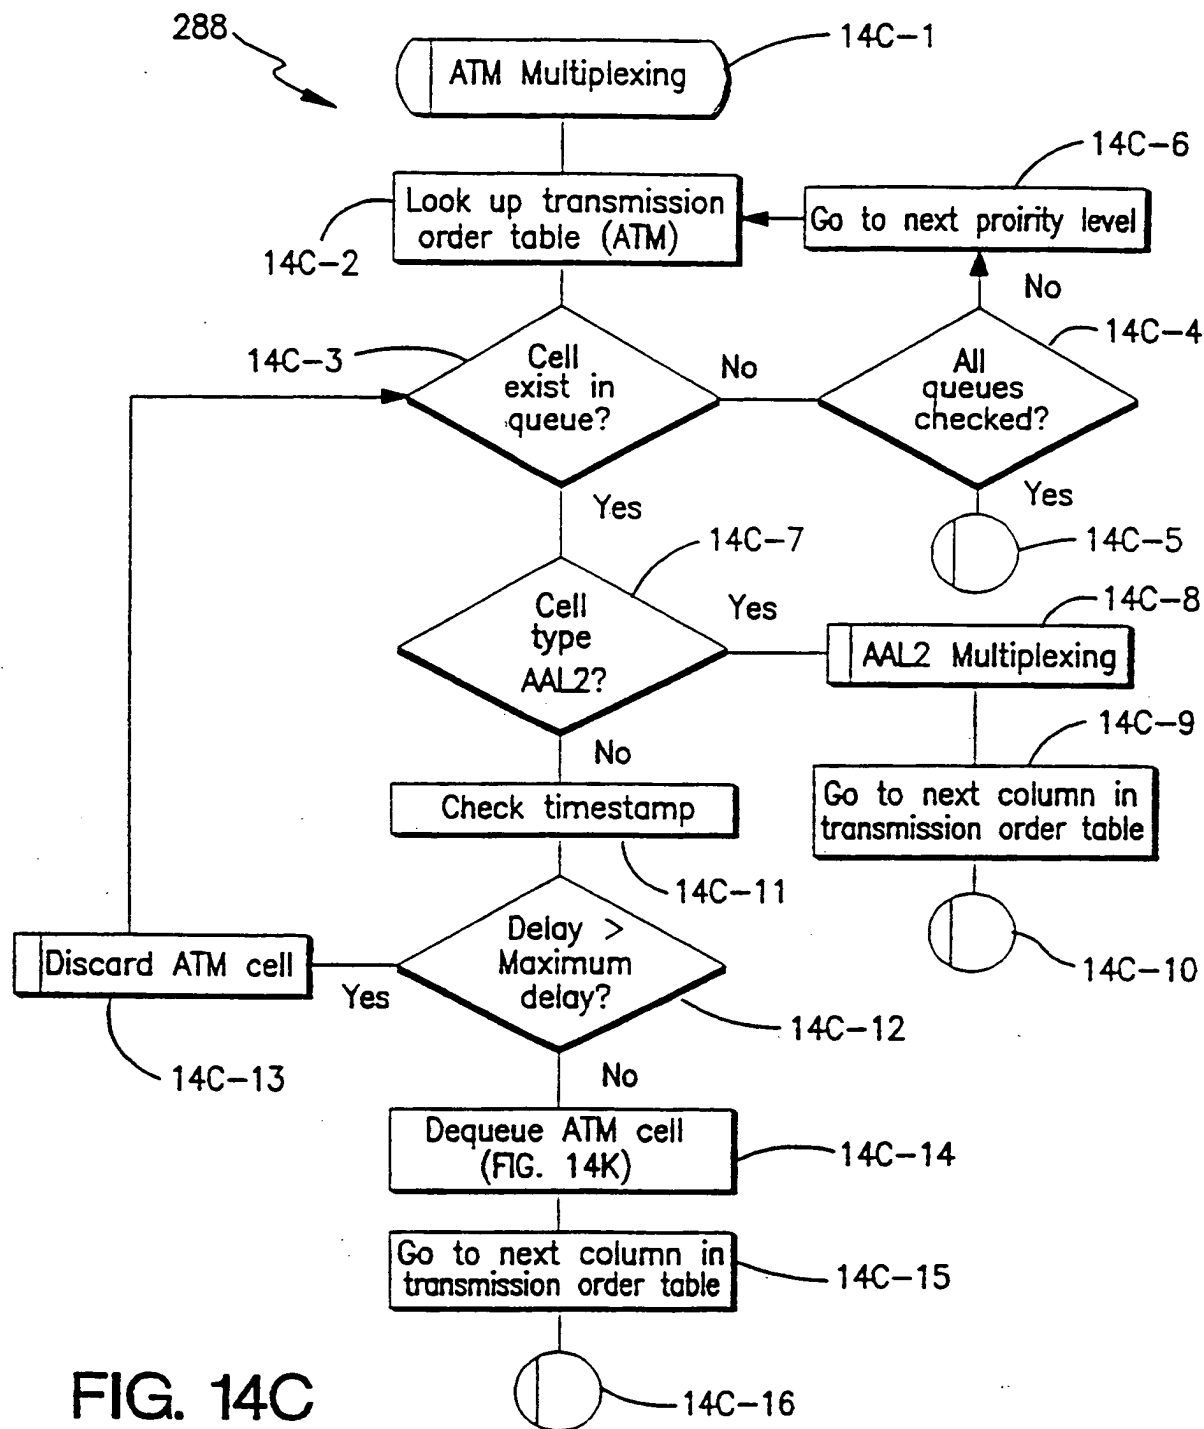 288
14C-1
ATM Multiplexing
14C-6
Look up transmission
order table (ATM)
Go to next proirity level
14C-2
No
14C-3
14C-4
Cell
exist in
queue?
No
All
queues
checked?
Yes
Yes
14C-7
14C-5
14C-8
Cell
type
AAL2?
Yes
AAL2 Multiplexing
No
14C-9
Check timestamp
Go to next column in
transmission order table
14C-11
Delay >
Maximum
delay?
Discard ATM cell
Yes
14C-10
14C-12
14C-13
No
Dequeue ATM cell
(FIG. 14K)
14C-14
Go to next column in
transmission order table
14C-15
FIG. 14C
14C-16